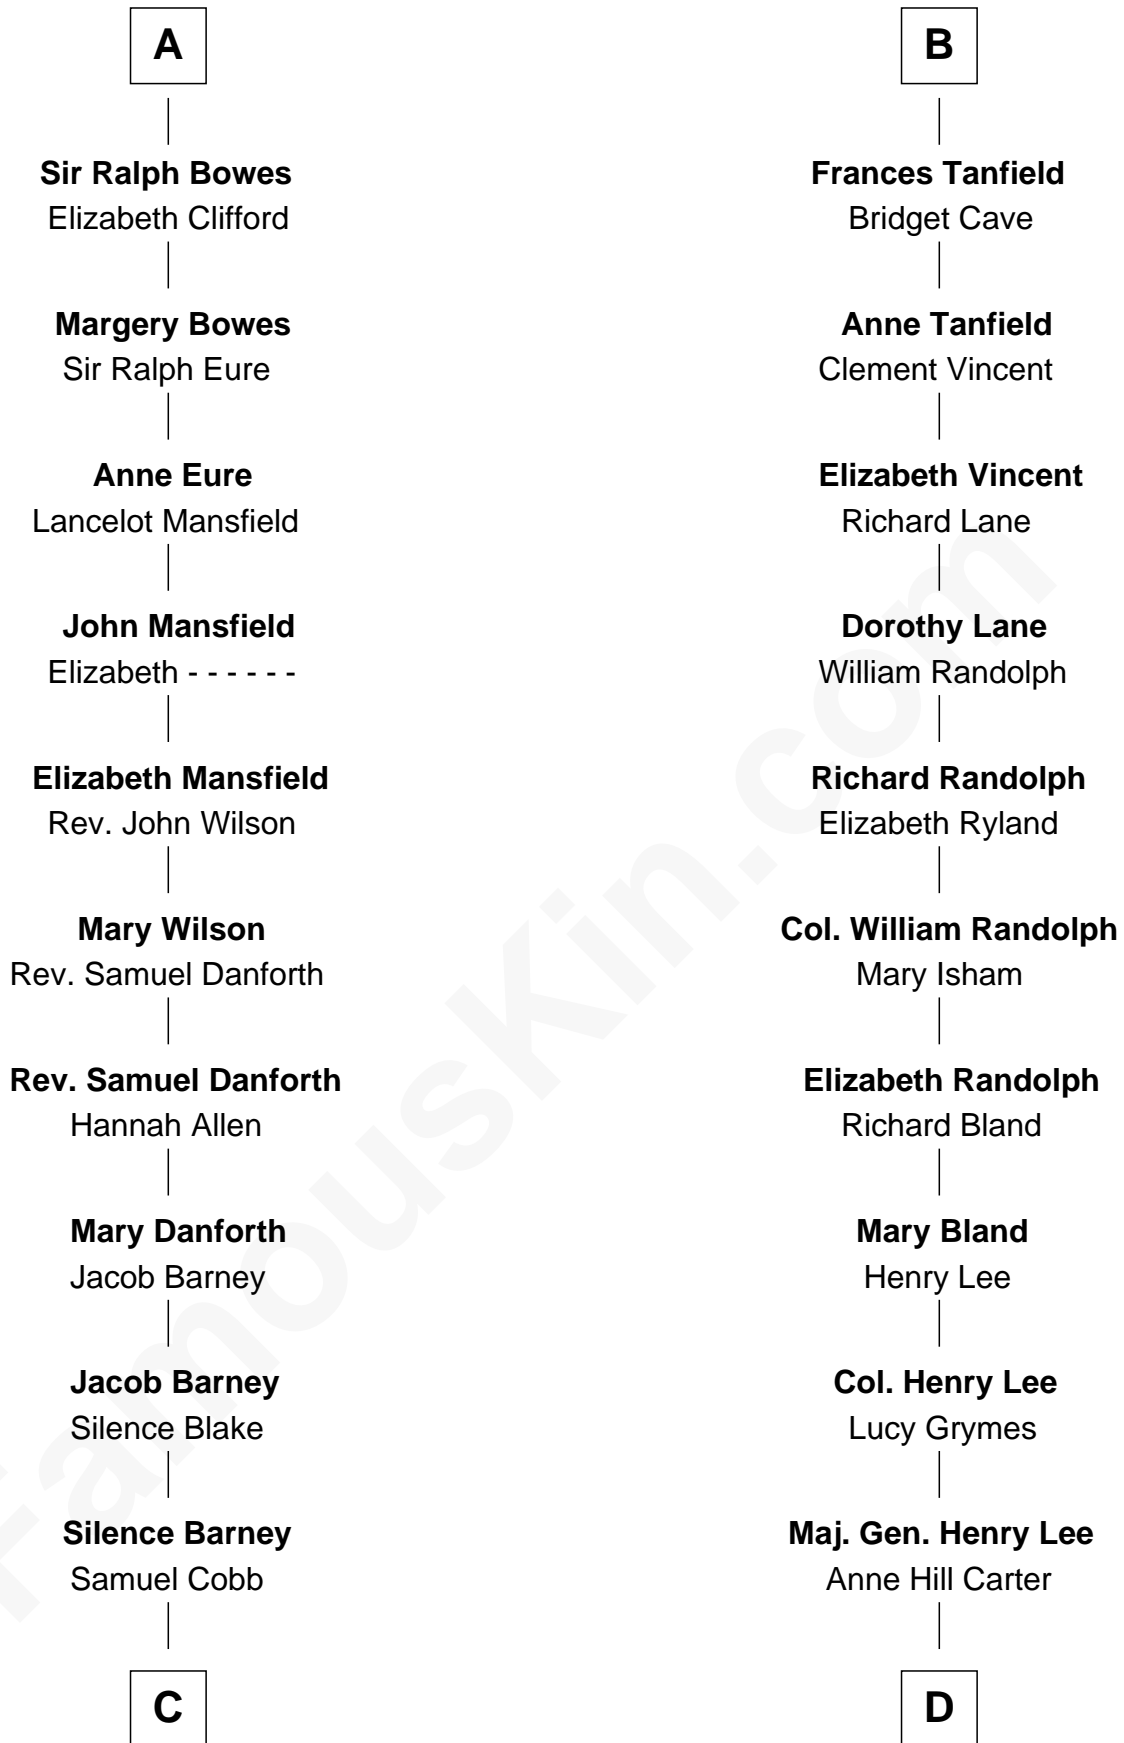 A
Sir Ralph Bowes
Elizabeth Clifford
Margery Bowes
Sir Ralph Eure
Anne Eure
Lancelot Mansfield
John Mansfield
Elizabeth - - - - - -
Elizabeth Mansfield
Rev. John Wilson
Mary Wilson
Rev. Samuel Danforth
Rev. Samuel Danforth
Hannah Allen
Mary Danforth
Jacob Barney
Jacob Barney
Silence Blake
Silence Barney
Samuel Cobb
C
B
Frances Tanfield
Bridget Cave
Anne Tanfield
Clement Vincent
Elizabeth Vincent
Richard Lane
Dorothy Lane
William Randolph
Richard Randolph
Elizabeth Ryland
Col. William Randolph
Mary Isham
Elizabeth Randolph
Richard Bland
Mary Bland
Henry Lee
Col. Henry Lee
Lucy Grymes
Maj. Gen. Henry Lee
Anne Hill Carter
D
FamousKin.com